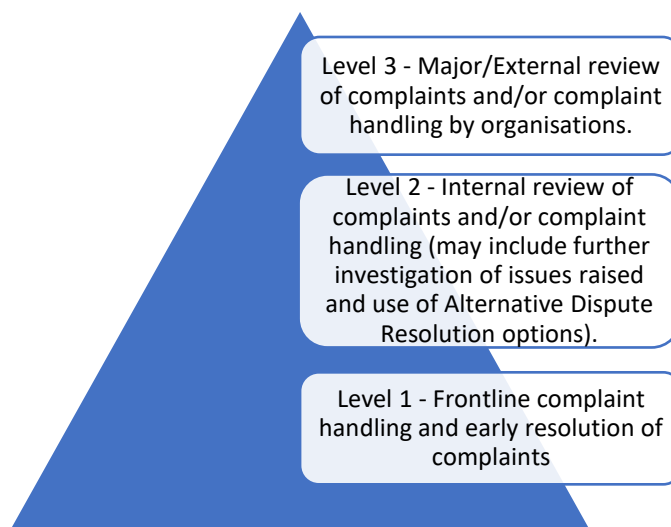 Level 3 - Major/External review
of complaints and/or complaint
handling by organisations.
Level 2 - Internal review of
complaints and/or complaint
handling (may include further
investigation of issues raised
and use of Alternative Dispute
Resolution options).
Level 1 - Frontline complaint
handling and early resolution of
complaints